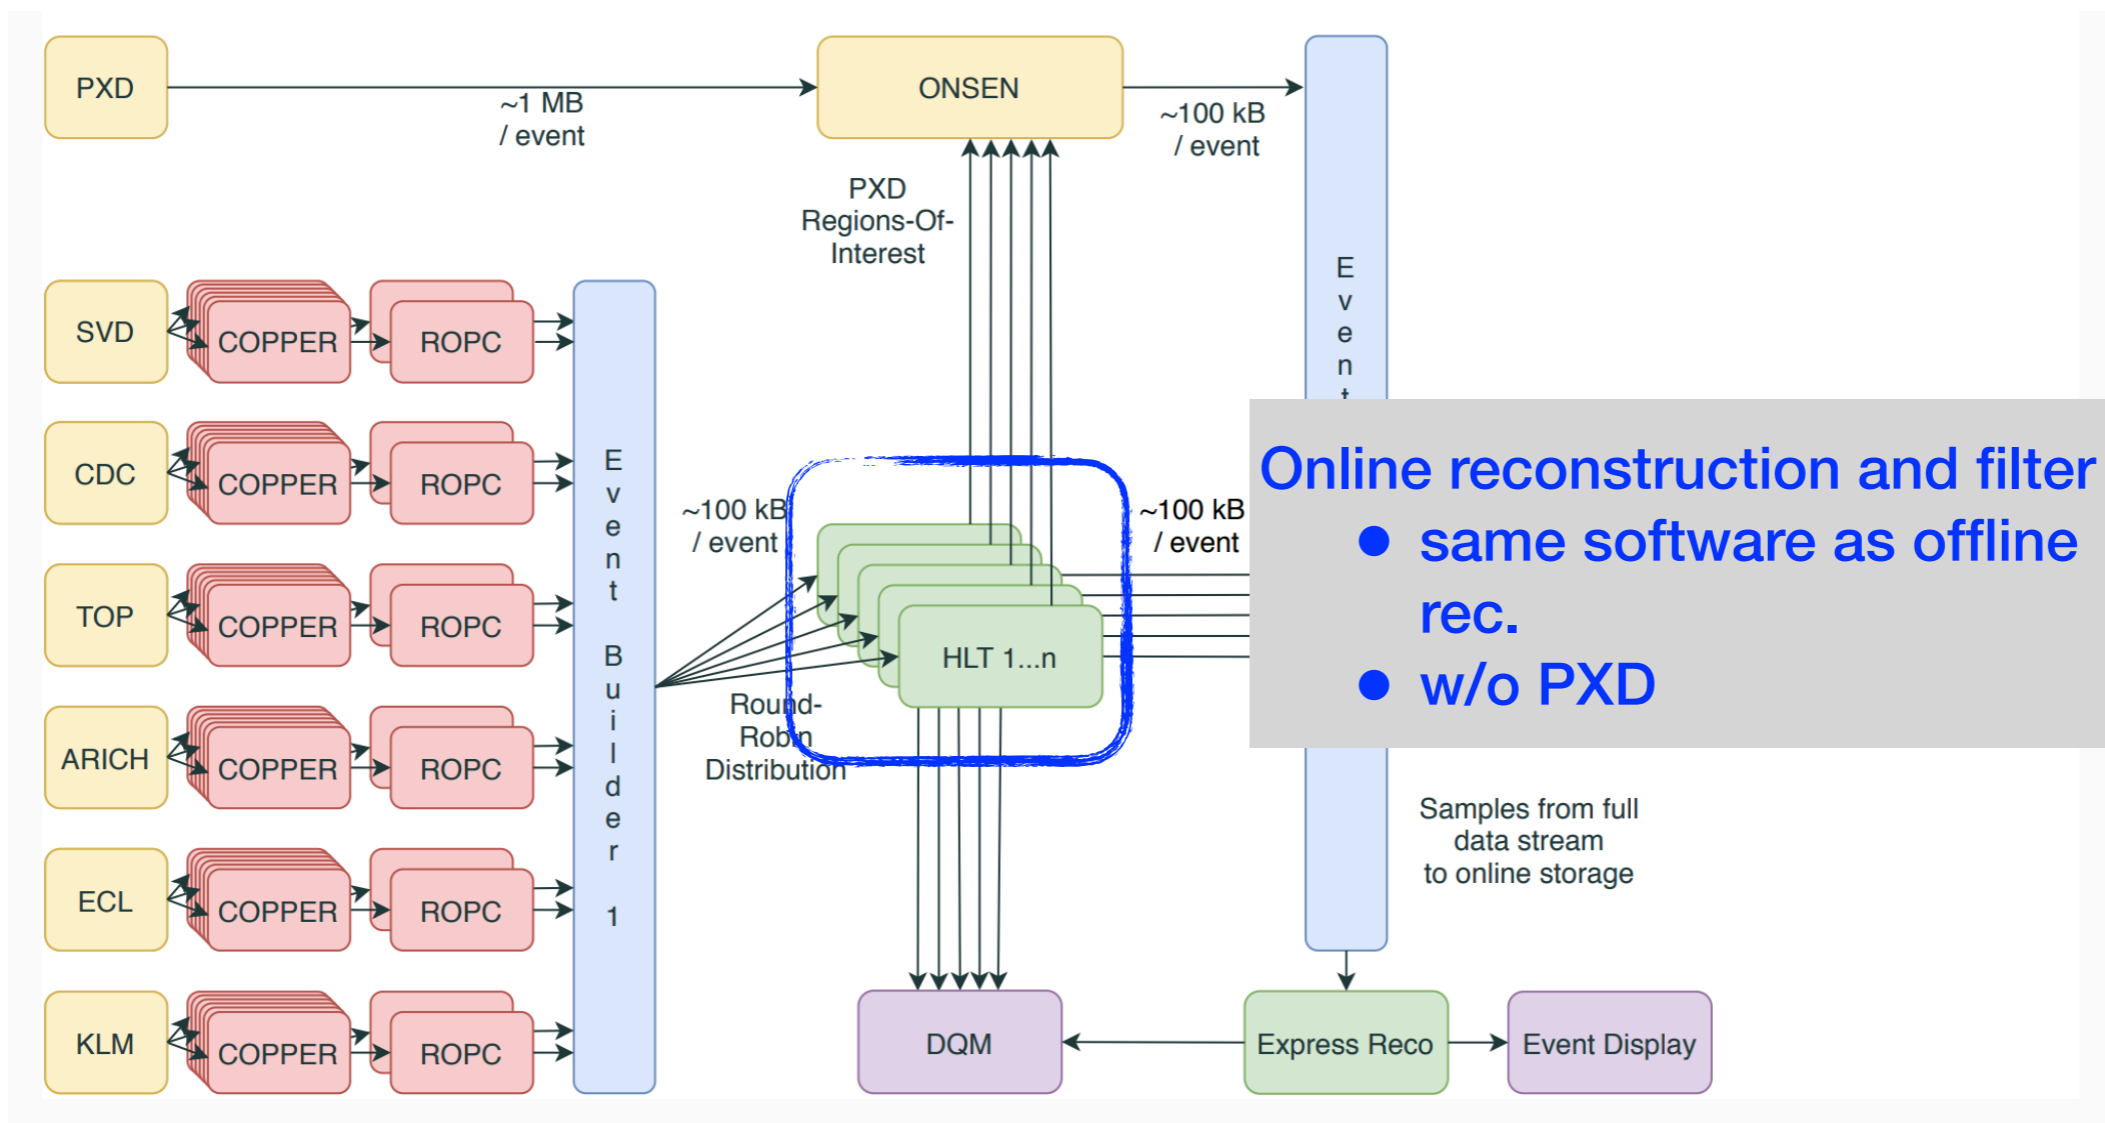 PXD
~1 MB
/ event
ONSEN
~100 kB
/ event
PXD
Regions-Of-
Interest
SVD
COPPER
ROPC
CDC
COPPER
ROPC
TOP
COPPER
ROPC
ARICH
COPPER
ROPC
ECL
COPPER
ROPC
KLM
COPPER
ROPC
Event Builder 1
~100 kB
/ event
Round-
Robin
Distribution
HLT 1...n
~100 kB
/ event
Event
Online reconstruction and filter
● same software as offline
rec.
● w/o PXD
Samples from full
data stream
to online storage
DQM
Express Reco
Event Display